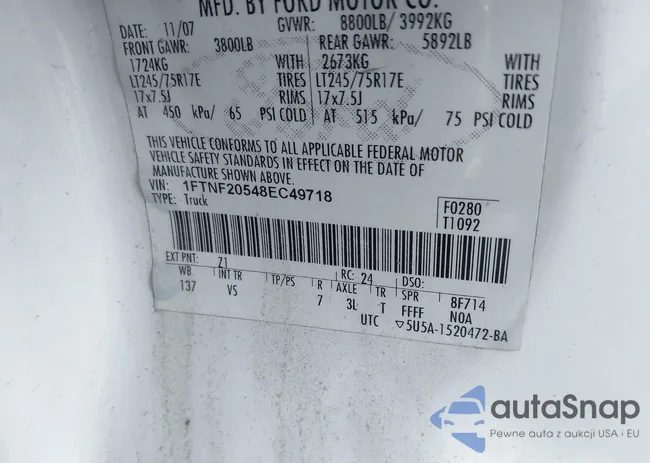 MFD. BY FORD MOTOR CO.
DATE: 11/07 GVWR: 8800LB/ 3992KG
FRONT GAWR: 3800LB REAR GAWR: 5892LB
1724KG WITH 2673KG WITH
LT245/75R17E TIRES LT245/75R17E TIRES
17x7.5J RIMS 17x7.5J RIMS
AT 450 kPa/ 65 PSI COLD AT 515 kPa/ 75 PSI COLD
THIS VEHICLE CONFORMS TO ALL APPLICABLE FEDERAL MOTOR
VEHICLE SAFETY STANDARDS IN EFFECT ON THE DATE OF
MANUFACTURE SHOWN ABOVE.
VIN: 1FTNF20548EC49718
TYPE: Truck
F0280
T1092
EXT PNT: Z1 RC: 24 DSO:
WB INT TR TP/PS R AXLE TR SPR 8F714
137 VS 7 3L T FFFF N0A
UTC ▽5U5A-1520472-BA
autoSnap
Pewne auta z aukcji USA i EU